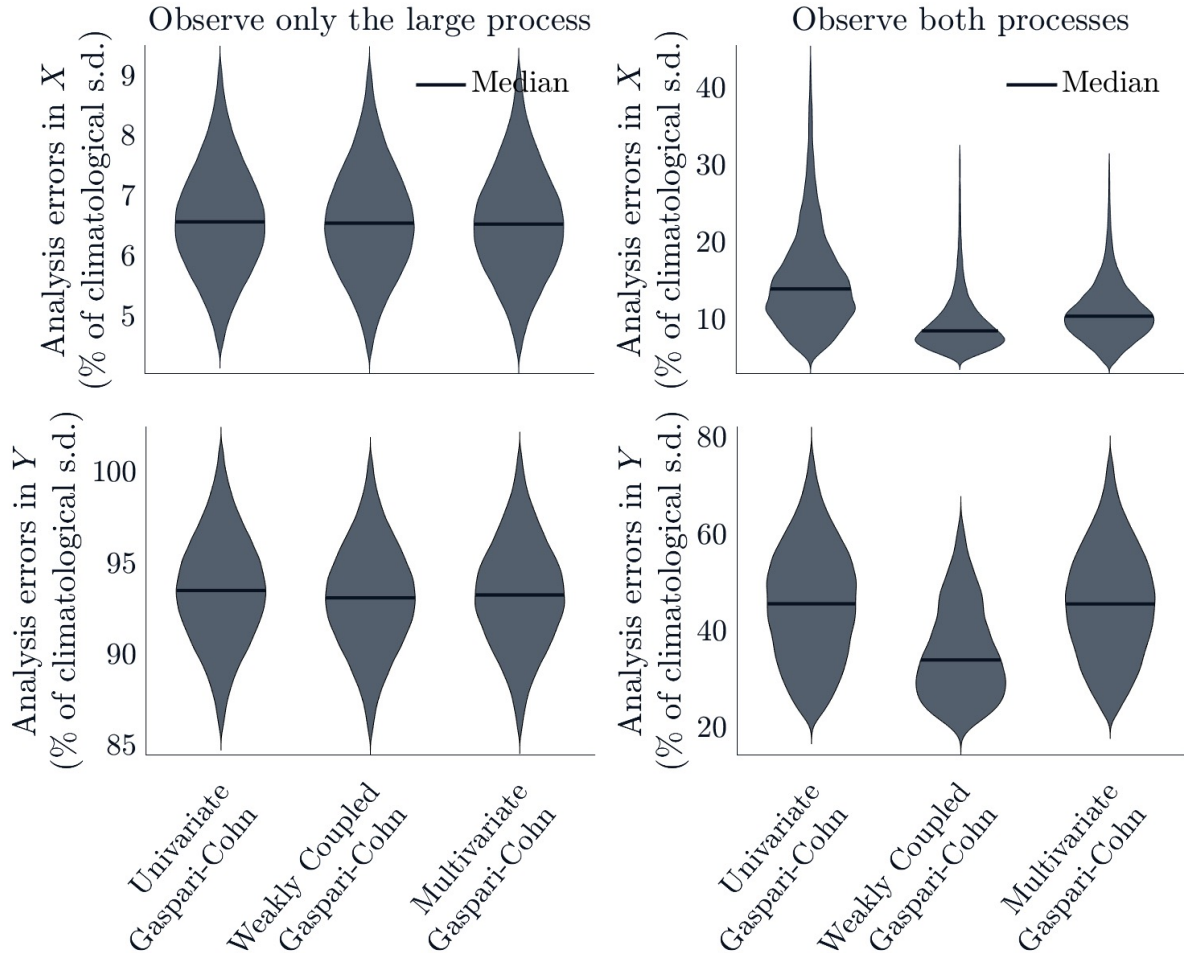 Observe only the large process
Observe both processes
Analysis errors in X
(% of climatological s.d.)
9
8
7
6
5
Median
Analysis errors in X
(% of climatological s.d.)
40
30
20
10
Median
Analysis errors in Y
(% of climatological s.d.)
100
95
90
85
Analysis errors in Y
(% of climatological s.d.)
80
60
40
20
Univariate
Gaspari-Cohn
Weakly Coupled
Gaspari-Cohn
Multivariate
Gaspari-Cohn
Univariate
Gaspari-Cohn
Weakly Coupled
Gaspari-Cohn
Multivariate
Gaspari-Cohn